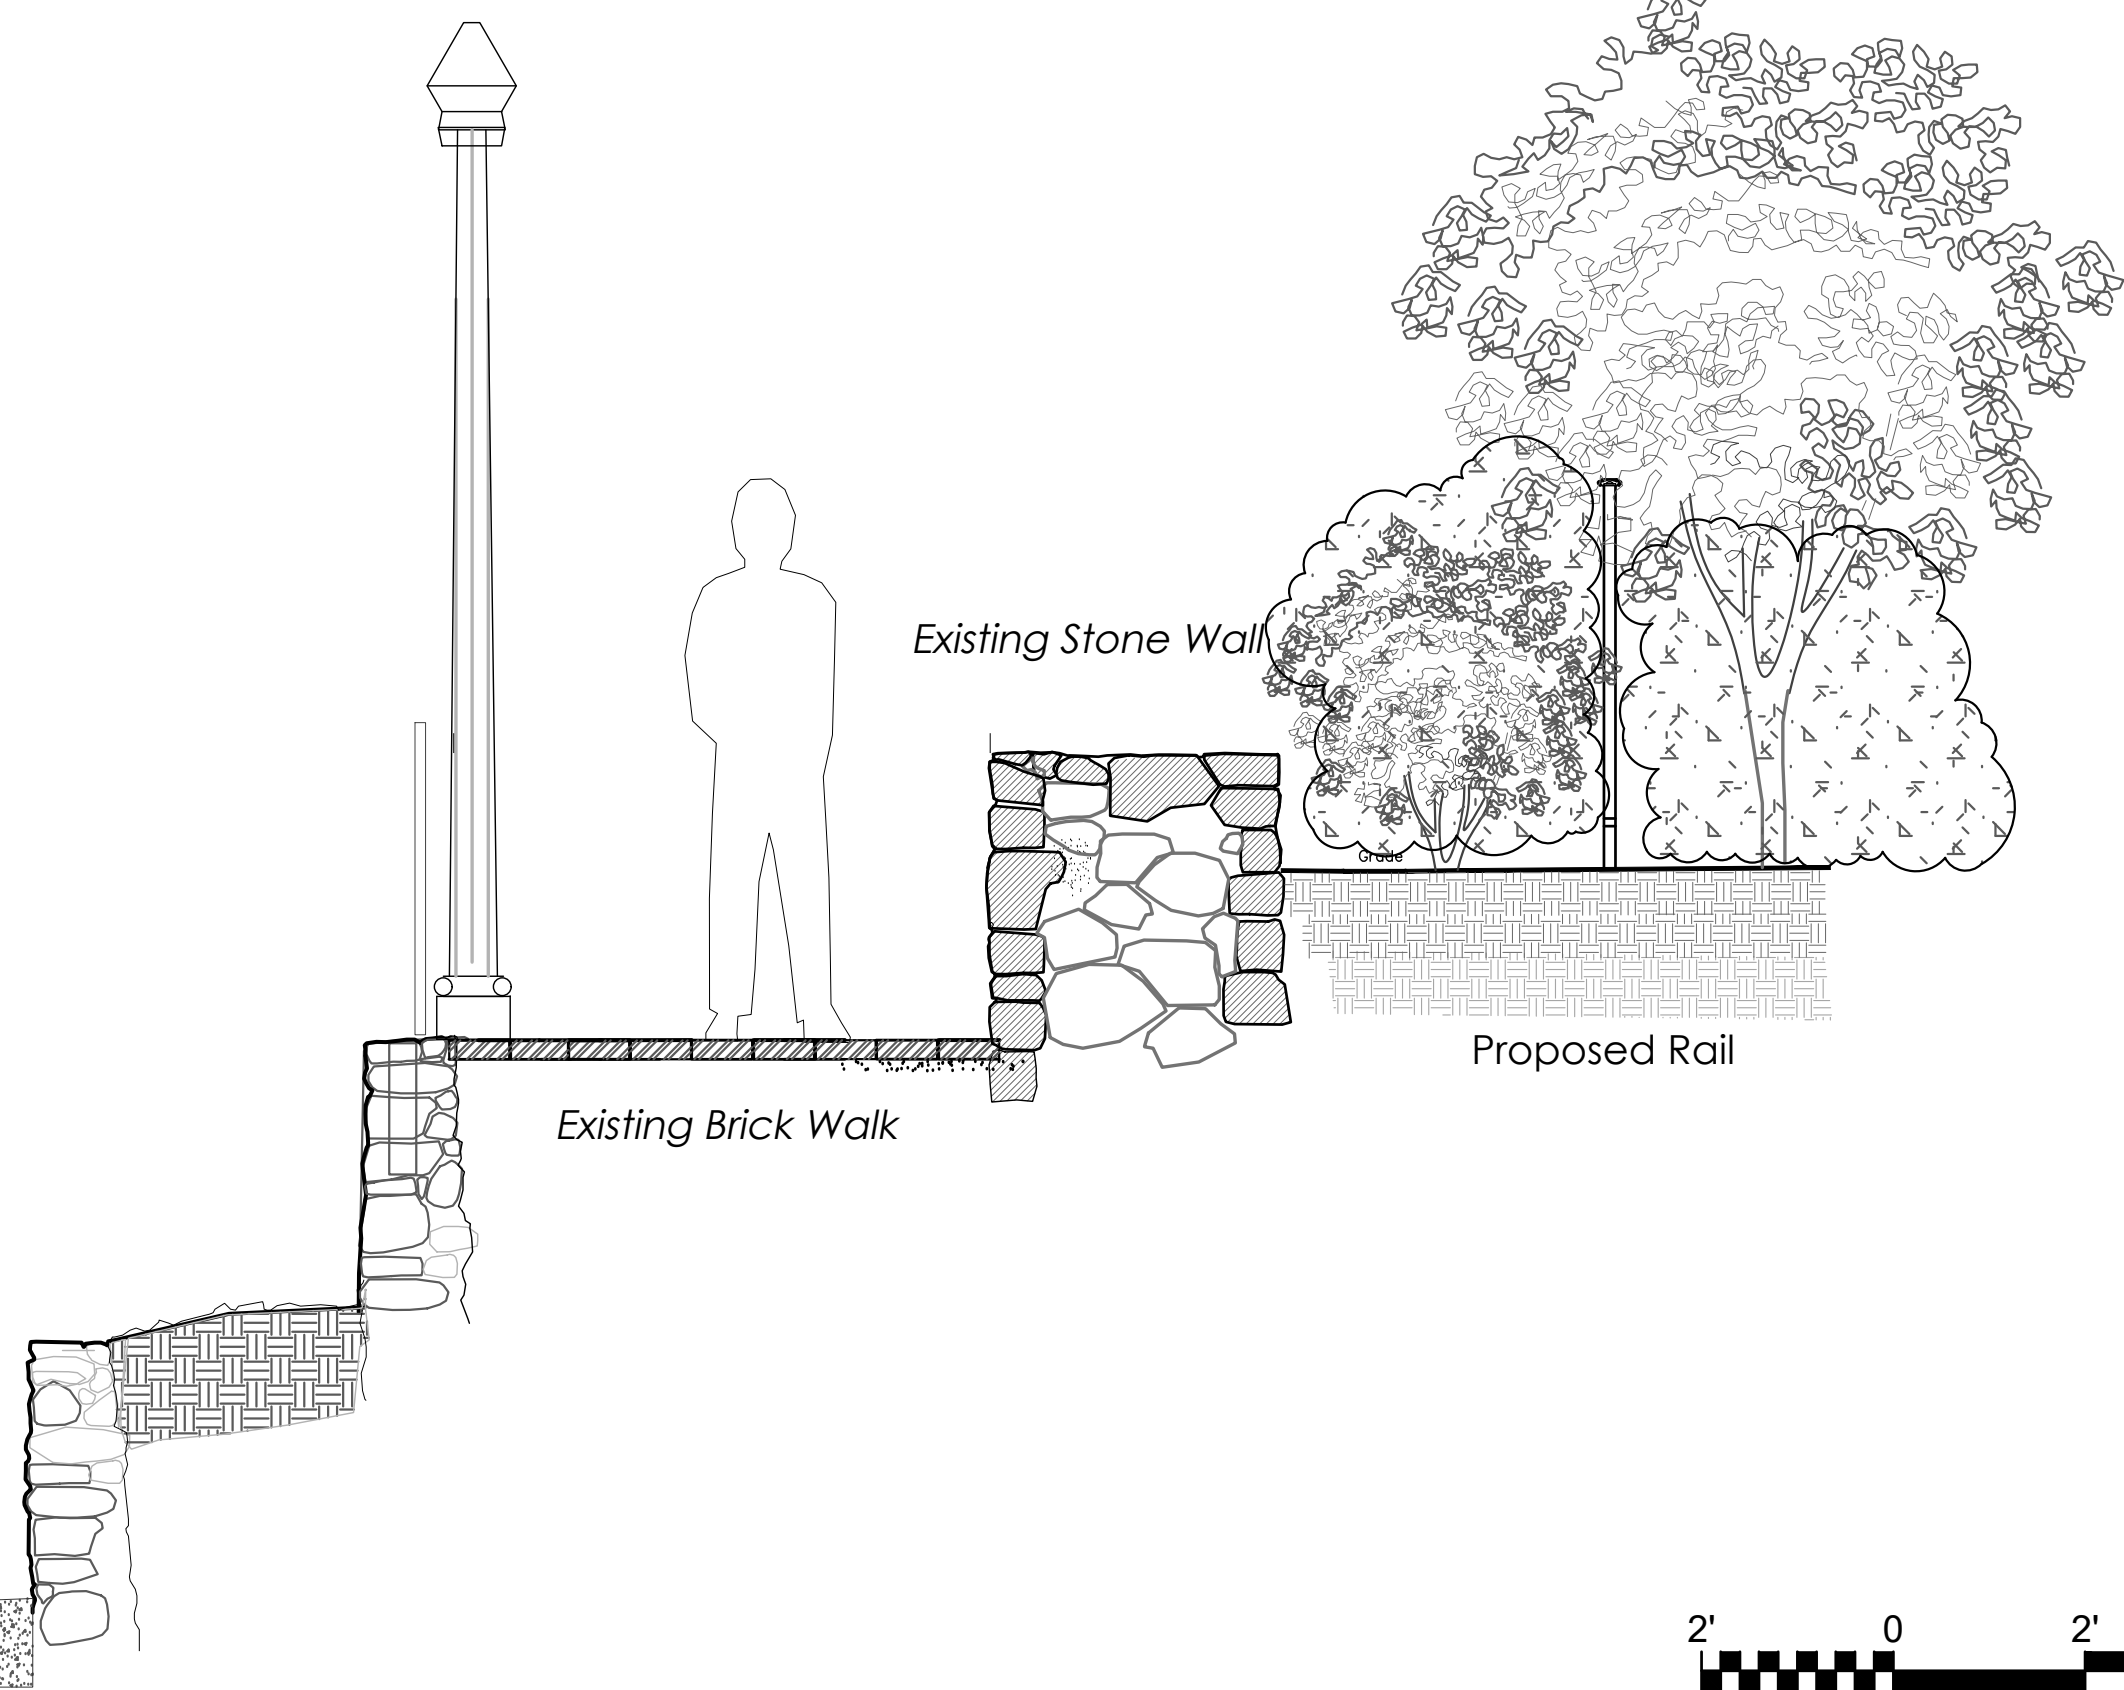 Existing Stone Wall
Grade
Proposed Rail
Existing Brick Walk
2' 0 2'